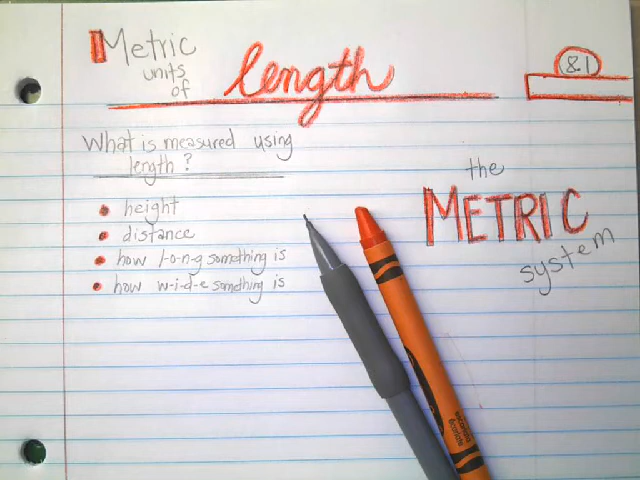 Metric
units
of
length
8.1
What is measured using
length?
• height
• distance
• how l-o-n-g something is
• how w-i-d-e something is
the
METRIC
system